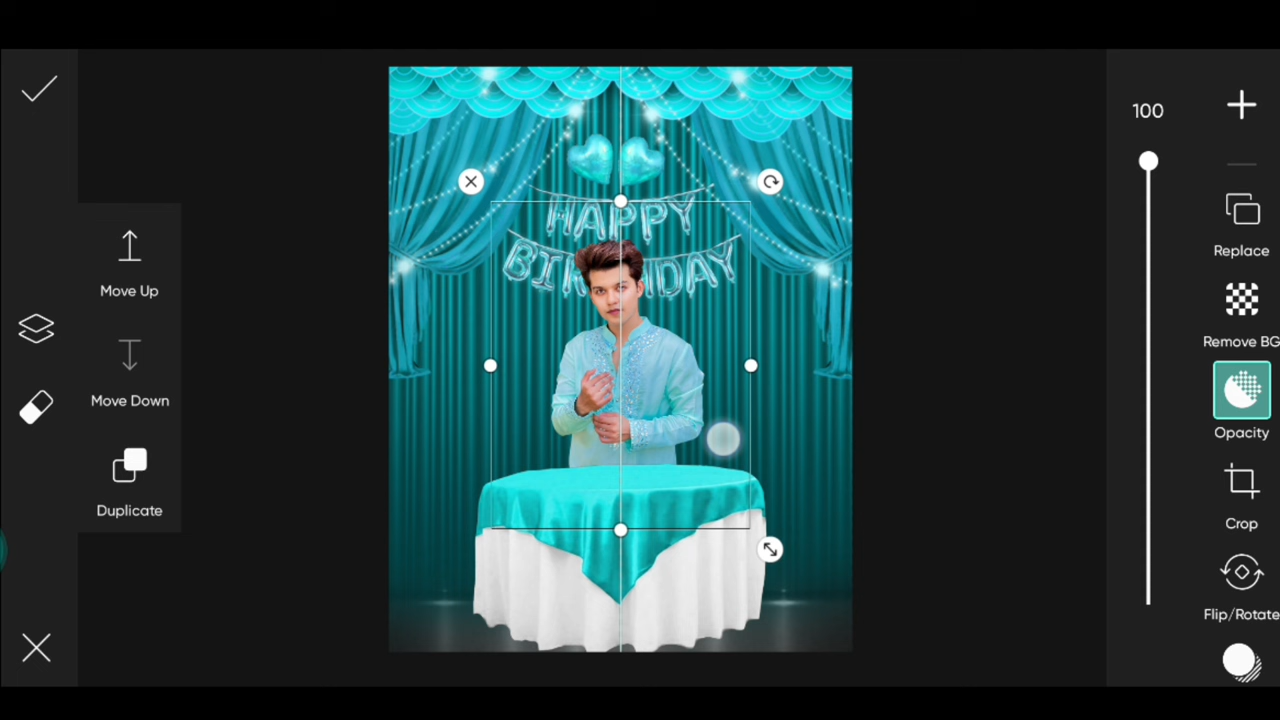 100
Move Up
Move Down
Duplicate
HAPPY
BIRTHDAY
Replace
Remove BG
Opacity
Crop
Flip/Rotate